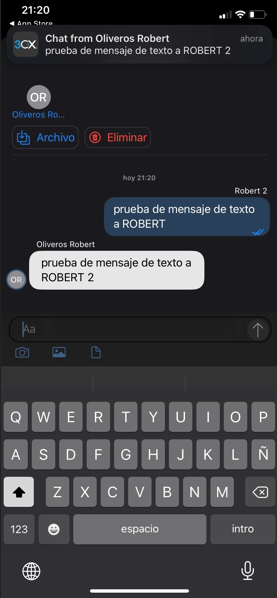 21:20
App Store
3CX
Chat from Oliveros Robert
ahora
prueba de mensaje de texto a ROBERT 2
OR
Oliveros Ro...
Archivo
Eliminar
hoy 21:20
Robert 2
prueba de mensaje de texto
a ROBERT
Oliveros Robert
OR
prueba de mensaje de texto a
ROBERT 2
Aa
Q W E R T Y U I O P
A S D F G H J K L Ñ
Z X C V B N M
123
espacio
intro